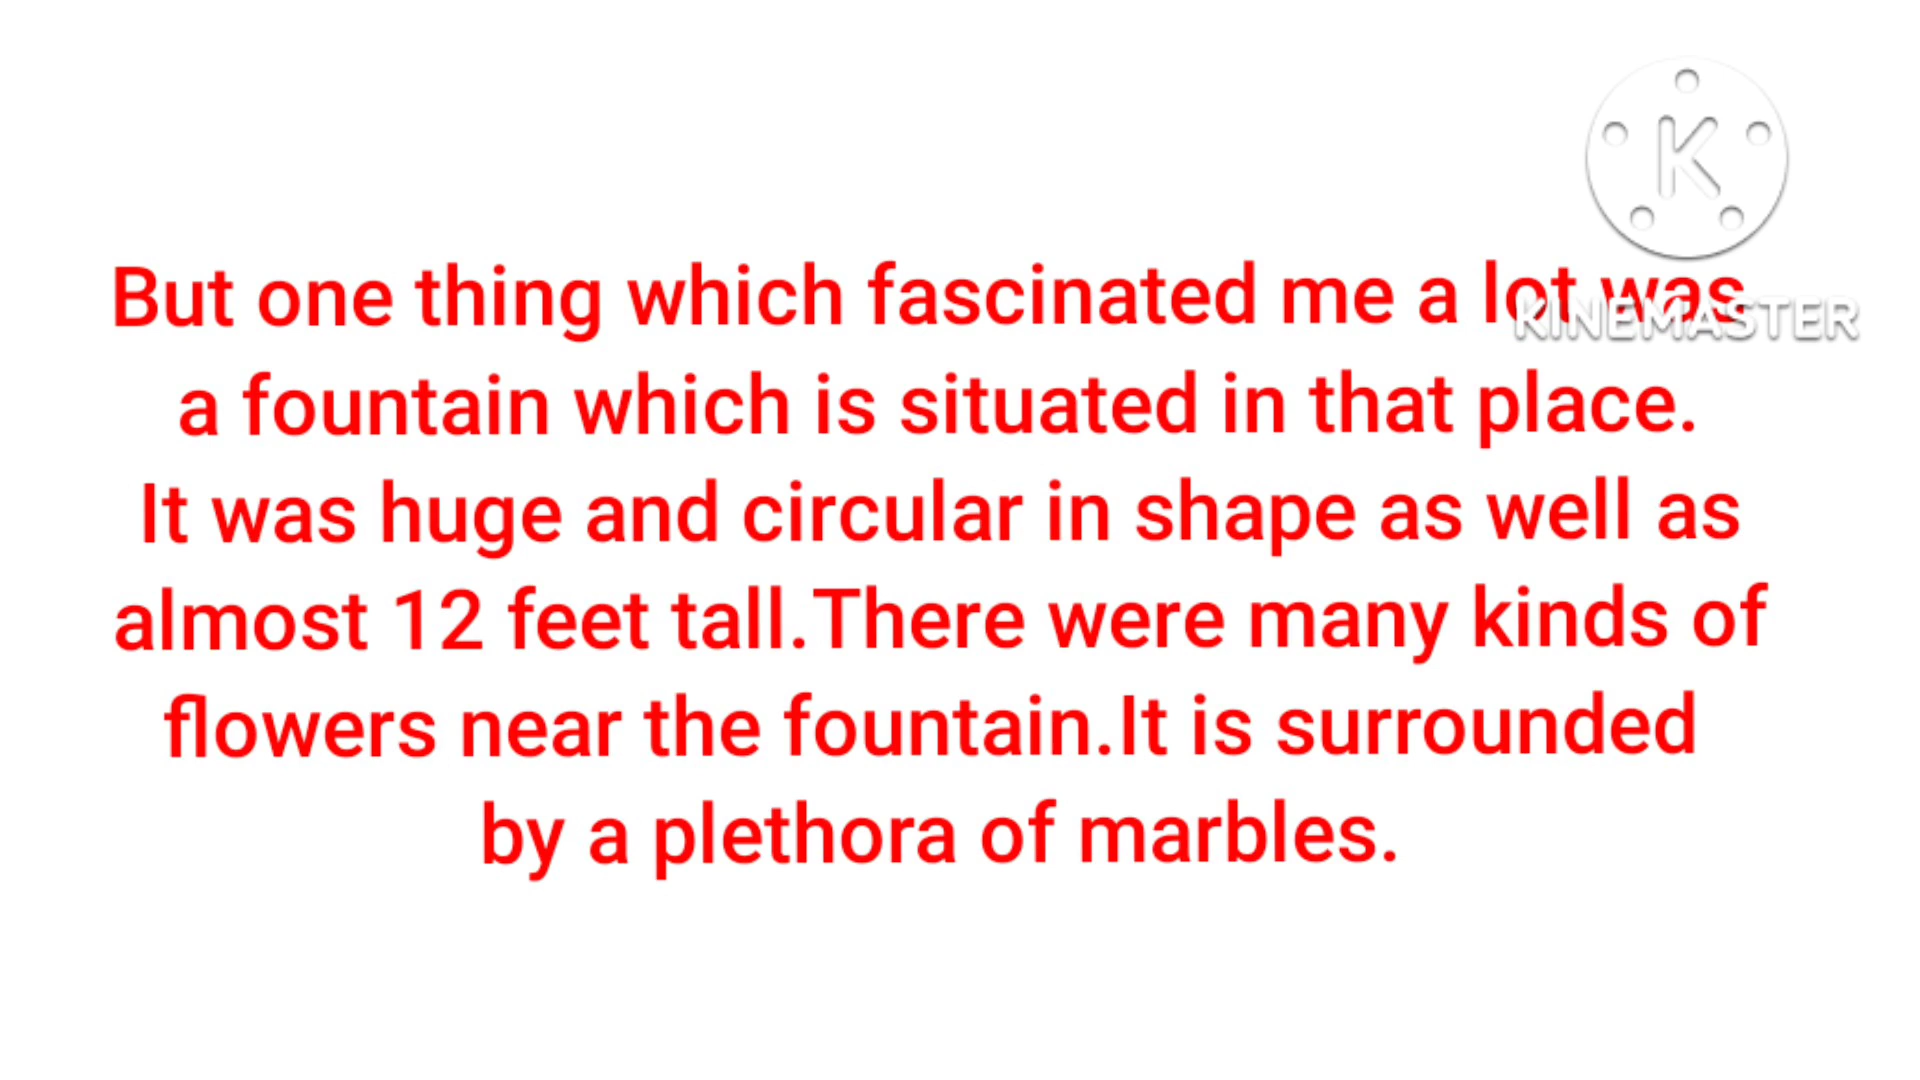 K
KINEMASTER
But one thing which fascinated me a lot was
a fountain which is situated in that place.
It was huge and circular in shape as well as
almost 12 feet tall.There were many kinds of
flowers near the fountain.It is surrounded
by a plethora of marbles.